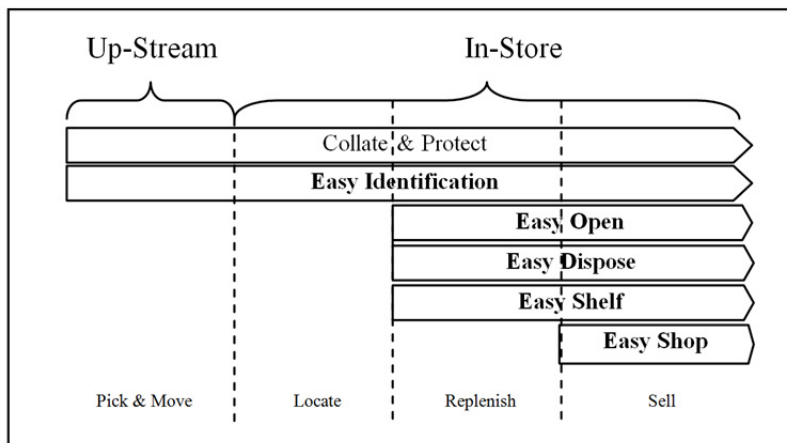 Up-Stream
In-Store
Collate & Protect
Easy Identification
Easy Open
Easy Dispose
Easy Shelf
Easy Shop
Pick & Move
Locate
Replenish
Sell